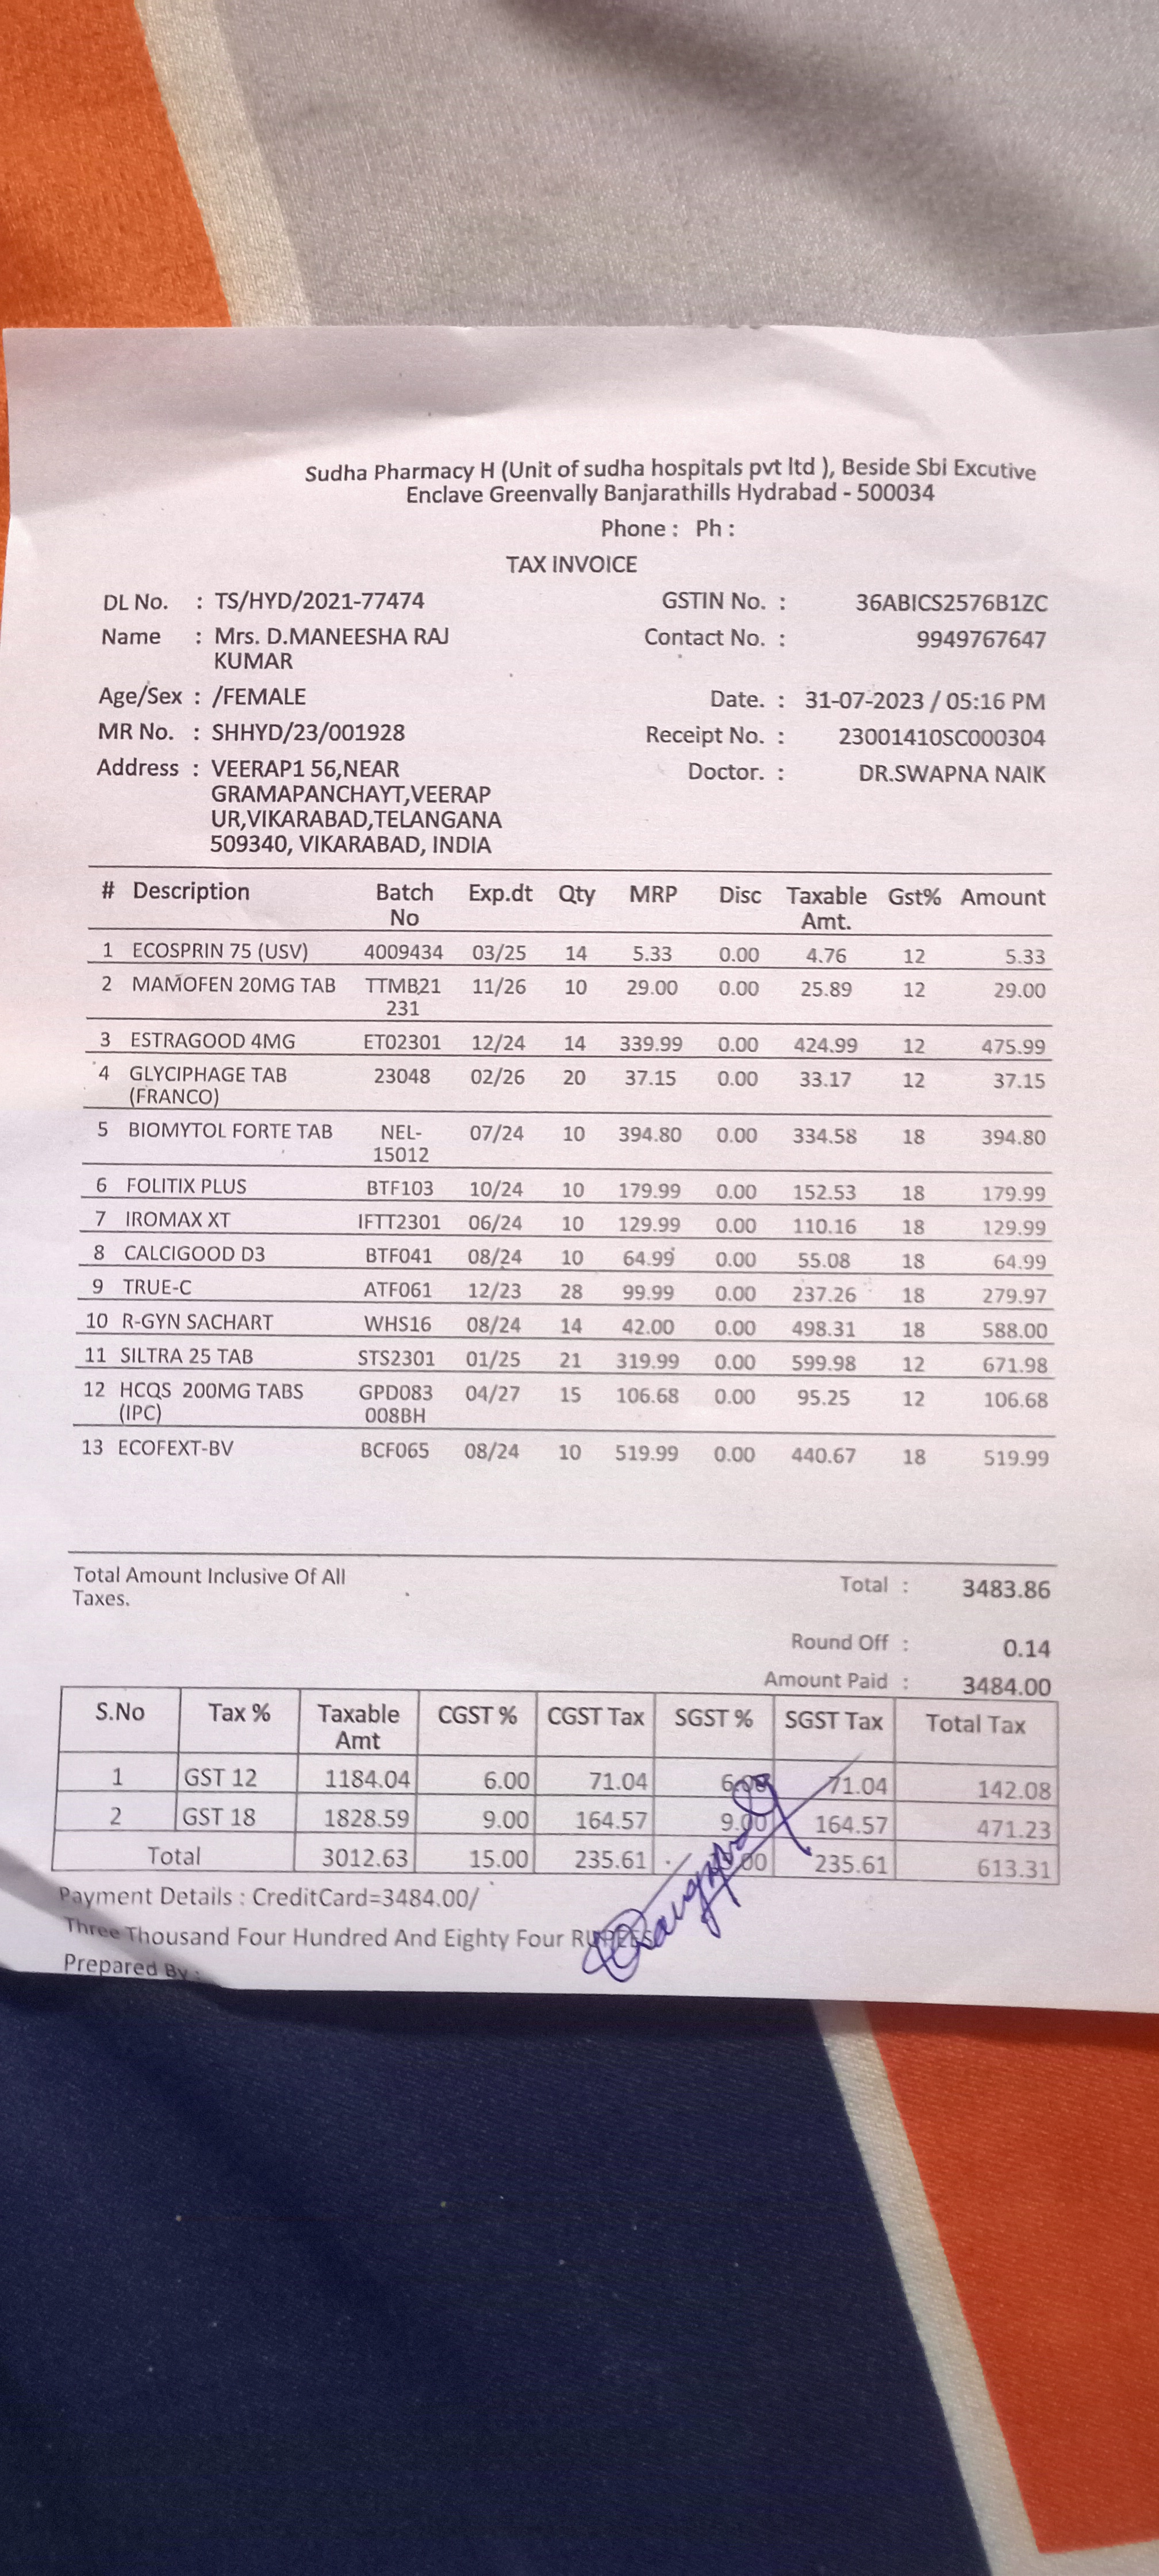 Sudha Pharmacy H (Unit of sudha hospitals pvt ltd ), Beside Sbi Excutive
Enclave Greenvally Banjarathills Hydrabad - 500034
Phone : Ph :
TAX INVOICE
DL No. : TS/HYD/2021-77474 GSTIN No. : 36ABICS2576B1ZC
Name : Mrs. D.MANEESHA RAJ Contact No. : 9949767647
KUMAR
Age/Sex : /FEMALE Date. : 31-07-2023 / 05:16 PM
MR No. : SHHYD/23/001928 Receipt No. : 23001410SC000304
Address : VEERAP1 56,NEAR Doctor. : DR.SWAPNA NAIK
GRAMAPANCHAYT,VEERAP
UR,VIKARABAD,TELANGANA
509340, VIKARABAD, INDIA
# Description Batch Exp.dt Qty MRP Disc Taxable Gst% Amount
No Amt.
1 ECOSPRIN 75 (USV) 4009434 03/25 14 5.33 0.00 4.76 12 5.33
2 MAMOFEN 20MG TAB TTMB21 11/26 10 29.00 0.00 25.89 12 29.00
231
3 ESTRAGOOD 4MG ET02301 12/24 14 339.99 0.00 424.99 12 475.99
4 GLYCIPHAGE TAB 23048 02/26 20 37.15 0.00 33.17 12 37.15
(FRANCO)
5 BIOMYTOL FORTE TAB NEL- 07/24 10 394.80 0.00 334.58 18 394.80
15012
6 FOLITIX PLUS BTF103 10/24 10 179.99 0.00 152.53 18 179.99
7 IROMAX XT IFTT2301 06/24 10 129.99 0.00 110.16 18 129.99
8 CALCIGOOD D3 BTF041 08/24 10 64.99 0.00 55.08 18 64.99
9 TRUE-C ATF061 12/23 28 99.99 0.00 237.26 18 279.97
10 R-GYN SACHART WHS16 08/24 14 42.00 0.00 498.31 18 588.00
11 SILTRA 25 TAB STS2301 01/25 21 319.99 0.00 599.98 12 671.98
12 HCQS 200MG TABS GPD083 04/27 15 106.68 0.00 95.25 12 106.68
(IPC) 008BH
13 ECOFEXT-BV BCF065 08/24 10 519.99 0.00 440.67 18 519.99
Total Amount Inclusive Of All Total : 3483.86
Taxes.
Round Off : 0.14
Amount Paid : 3484.00
S.No Tax % Taxable CGST % CGST Tax SGST % SGST Tax Total Tax
Amt
1 GST 12 1184.04 6.00 71.04 6.00 71.04 142.08
2 GST 18 1828.59 9.00 164.57 9.00 164.57 471.23
Total 3012.63 15.00 235.61 235.61 613.31
Payment Details : CreditCard=3484.00/
Three Thousand Four Hundred And Eighty Four RUPEES
Prepared By :